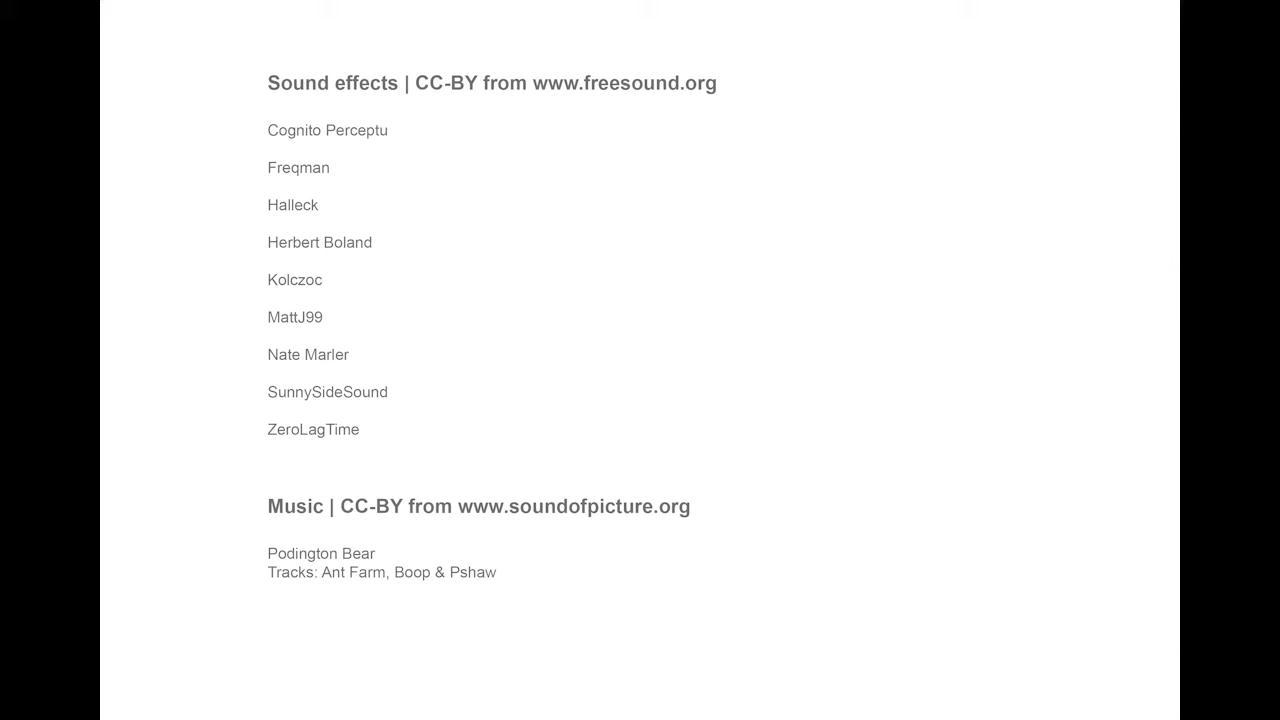 Sound effects | CC-BY from www.freesound.org
Cognito Perceptu
Freqman
Halleck
Herbert Boland
Kolczoc
MattJ99
Nate Marler
SunnySideSound
ZeroLagTime
Music | CC-BY from www.soundofpicture.org
Podington Bear
Tracks: Ant Farm, Boop & Pshaw